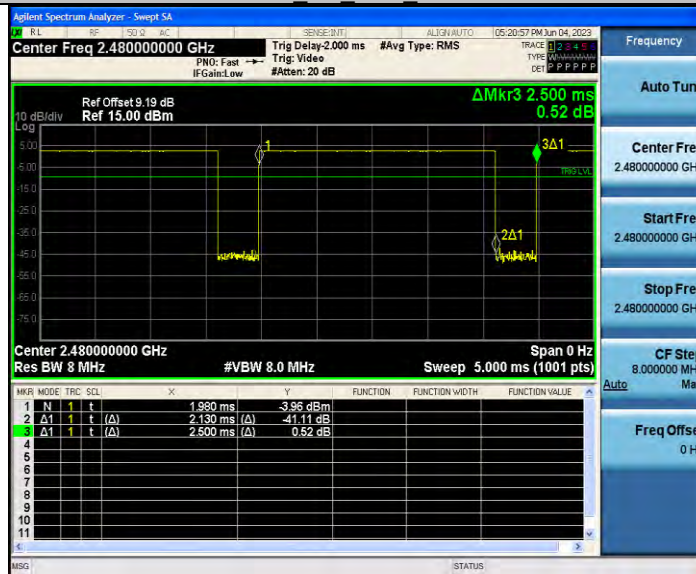 Agilent Spectrum Analyzer - Swept SA
RL RF 50 Ω AC SENSE:INT ALIGN AUTO 05:20:57 PM Jun 04, 2023
Center Freq 2.480000000 GHz Trig Delay-2.000 ms #Avg Type: RMS TRACE 1 2 3 4 5 6
PNO: Fast Trig: Video TYPE
IFGain:Low #Atten: 20 dB DET P P P P P P
ΔMkr3 2.500 ms
0.52 dB
Ref Offset 9.19 dB
10 dB/div Ref 15.00 dBm
Log
5.00
-5.00
-15.0
-25.0
-35.0
-45.0
-55.0
-65.0
-75.0
1
3Δ1
TRIG LVL
2Δ1
Center 2.480000000 GHz Span 0 Hz
Res BW 8 MHz #VBW 8.0 MHz Sweep 5.000 ms (1001 pts)
MKR MODE TRC SCL X Y FUNCTION FUNCTION WIDTH FUNCTION VALUE
1 N 1 t 1.980 ms -3.96 dBm
2 Δ1 1 t (Δ) 2.130 ms (Δ) -41.11 dB
3 Δ1 1 t (Δ) 2.500 ms (Δ) 0.52 dB
4
5
6
7
8
9
10
11
MSG STATUS
Frequency
Auto Tun
Center Fre
2.480000000 GH
Start Fre
2.480000000 GH
Stop Fre
2.480000000 GH
CF Ste
8.000000 MH
Auto Ma
Freq Offse
0 H